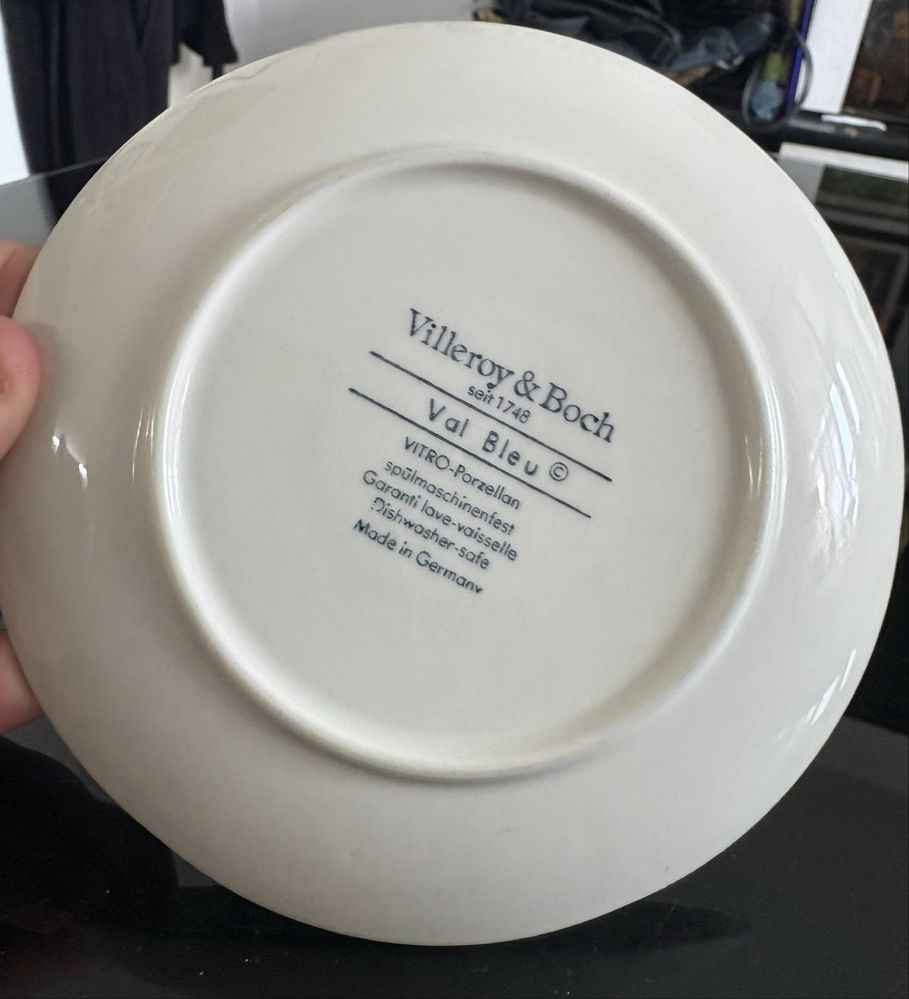 Villeroy & Boch
seit 1748
Val Bleu ©
VITRO-Porzellan
spülmaschinenfest
Garanti lave-vaisselle
Dishwasher-safe
Made in Germany